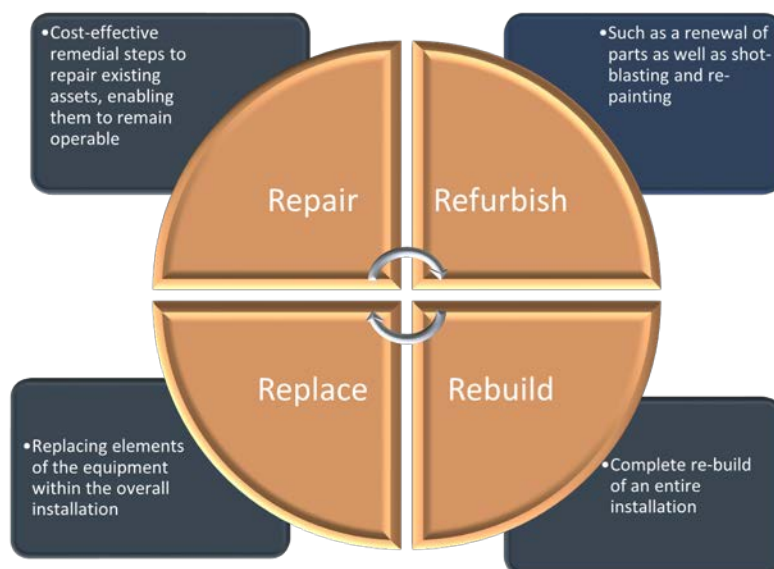 •Cost-effective
remedial steps to
repair existing
assets, enabling
them to remain
operable
•Such as a renewal of
parts as well as shot-
blasting and re-
painting
Repair
Refurbish
Replace
Rebuild
•Replacing elements
of the equipment
within the overall
installation
•Complete re-build
of an entire
installation